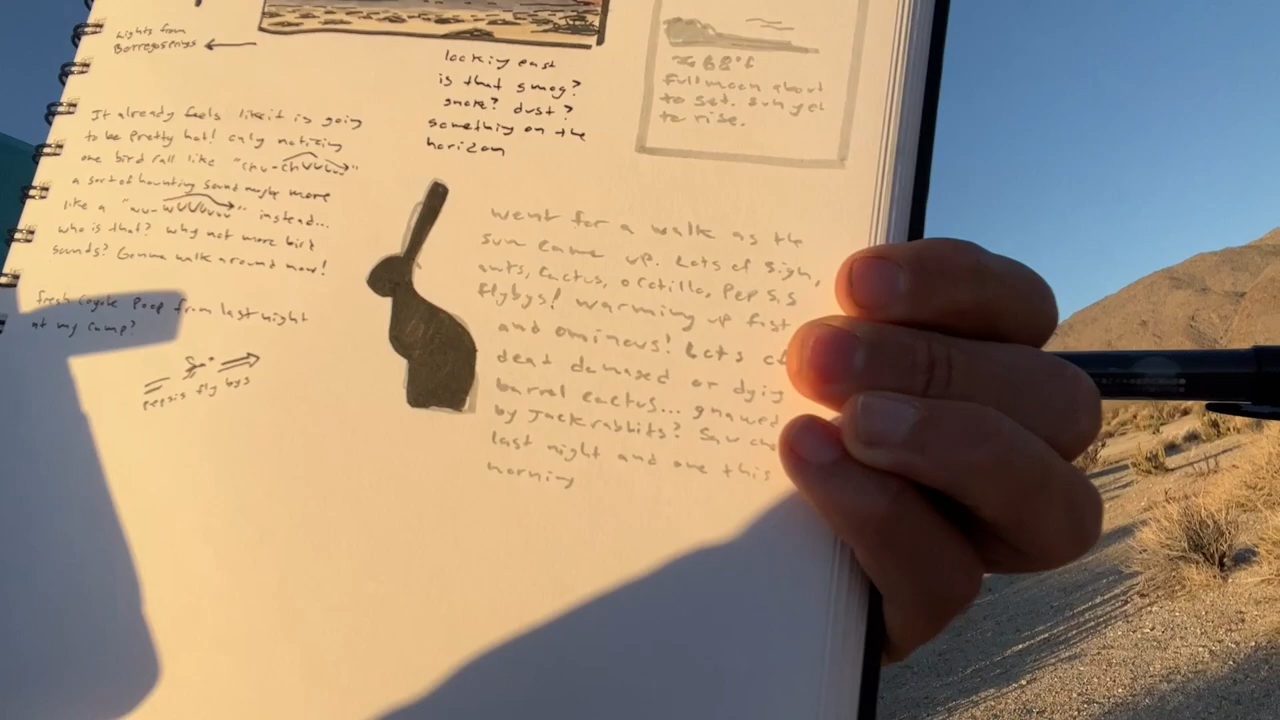 Lights from
Borregosprings
looking east
is that smog?
smoke? dust?
something on the
horizon
≈ 68°f
full moon about
to set. sun yet
to rise.
It already feels like it is going
to be pretty hot! only noticing
one bird call like "chu-chuuuu"
a sort of haunting sound maybe more
like a "wu-wuuuuuu" instead...
who is that? why not more bird
sounds? Gonna walk around now!
fresh coyote poop from last night
at my camp?
pepsis fly bys
went for a walk as the
sun came up. Lots of sign,
ants, cactus, ocotillo, pepsis
flybys! warming up fast
and ominous! Lots of
dead damaged or dying
barrel cactus... gnawed
by Jackrabbits? Saw one
last night and one this
morning